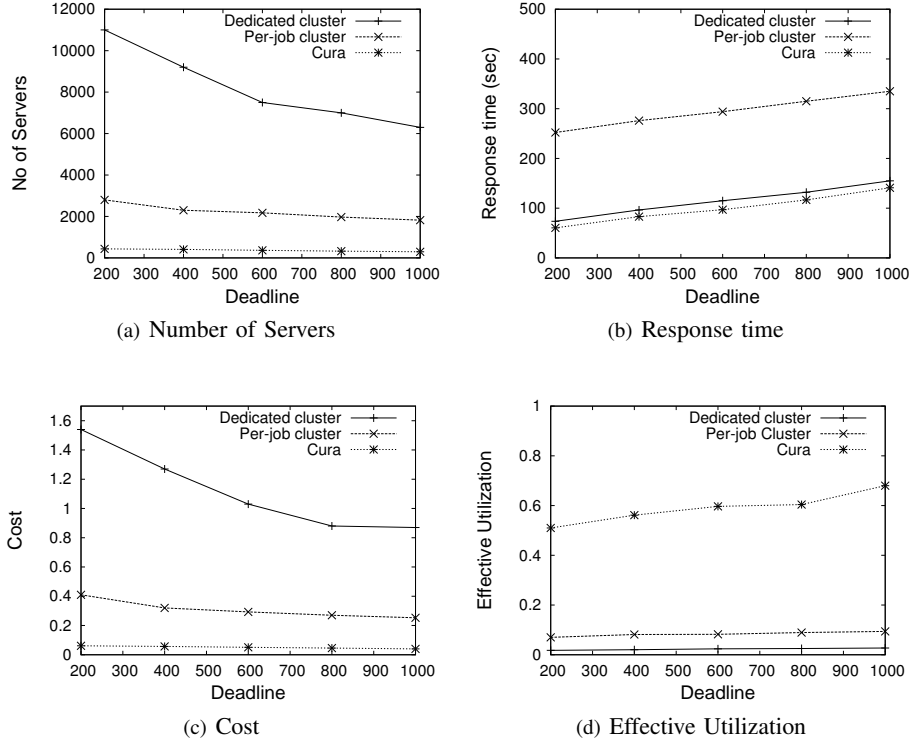 12000
10000
8000
6000
4000
2000
0
No of Servers
Dedicated cluster
Per-job cluster
Cura
200 300 400 500 600 700 800 900 1000
Deadline
(a) Number of Servers
500
400
300
200
100
0
Response time (sec)
Dedicated cluster
Per-job cluster
Cura
200 300 400 500 600 700 800 900 1000
Deadline
(b) Response time
1.6
1.4
1.2
1
0.8
0.6
0.4
0.2
0
Cost
Dedicated cluster
Per-job cluster
Cura
200 300 400 500 600 700 800 900 1000
Deadline
(c) Cost
1
0.8
0.6
0.4
0.2
0
Effective Utilization
Dedicated cluster
Per-job Cluster
Cura
200 300 400 500 600 700 800 900 1000
Deadline
(d) Effective Utilization